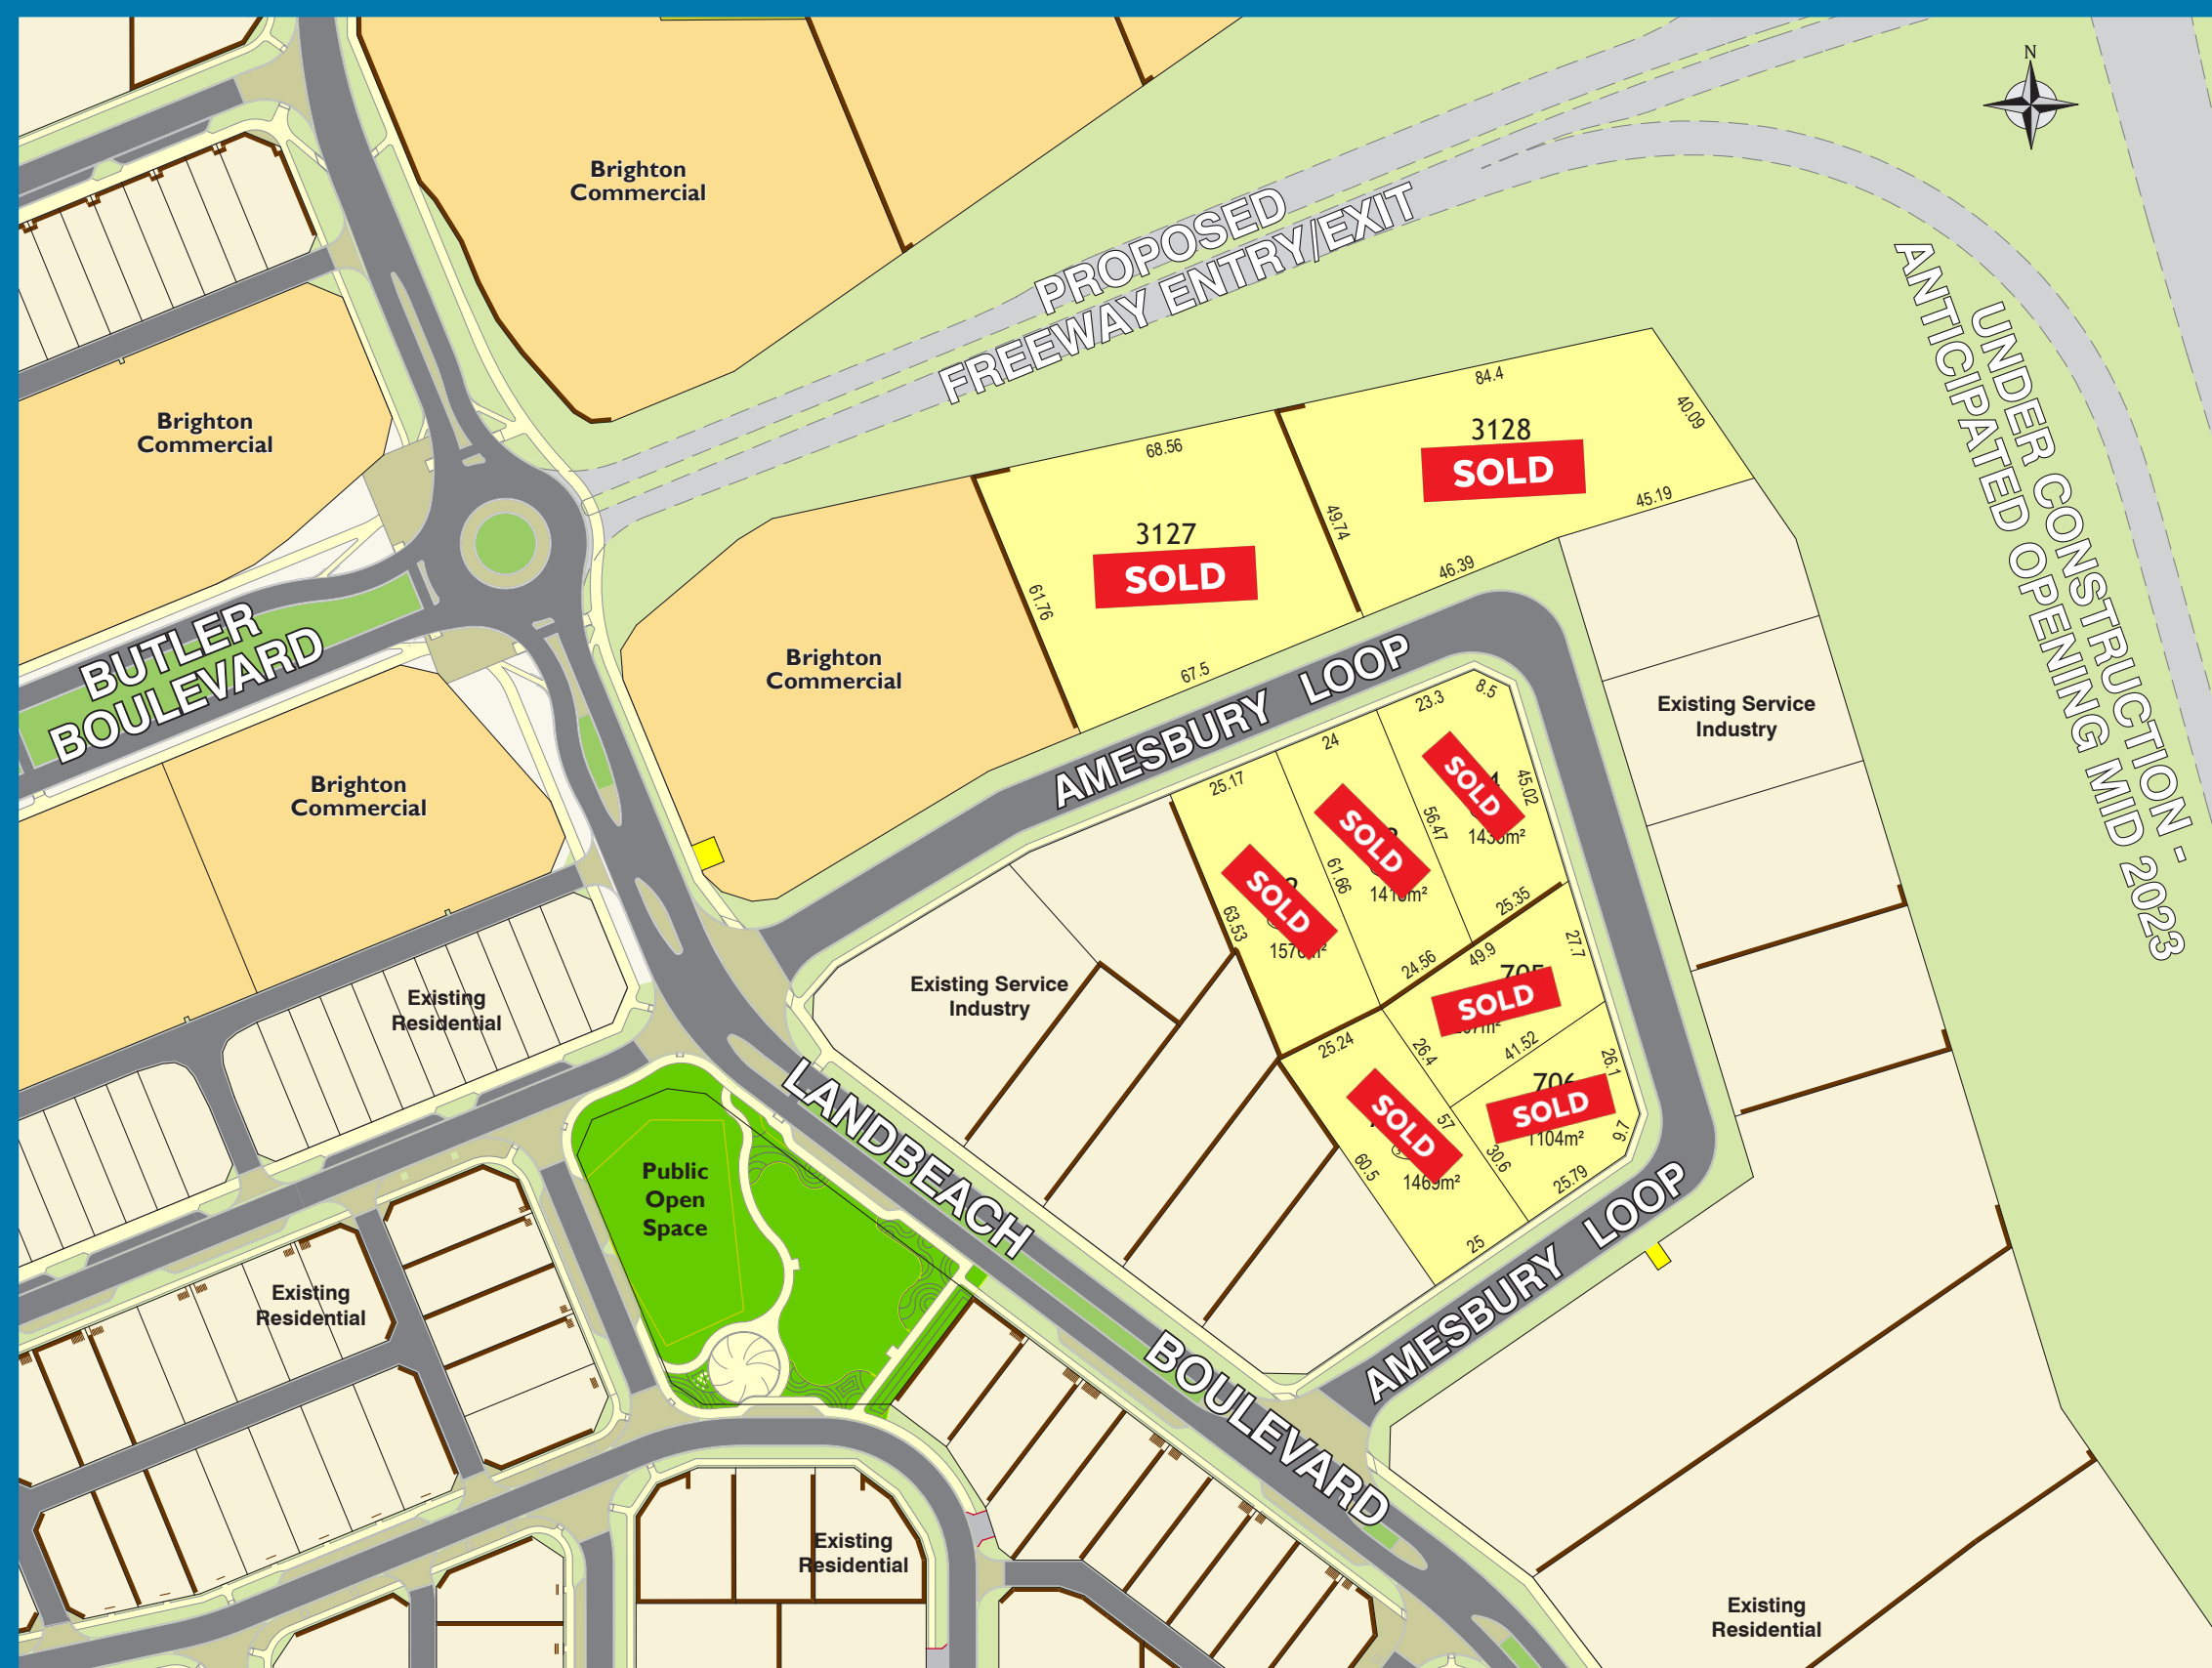 N
Brighton
Commercial
PROPOSED
FREEWAY ENTRY/EXIT
UNDER CONSTRUCTION -
ANTICIPATED OPENING MID 2023
Brighton
Commercial
84.4
40.09
3128
SOLD
45.19
68.56
49.74
46.39
3127
SOLD
61.76
67.5
BUTLER
BOULEVARD
Brighton
Commercial
Brighton
Commercial
AMESBURY LOOP
Existing Service
Industry
8.5
23.3
24
25.17
45.02
SOLD
56.47
SOLD
61.66
SOLD
63.53
25.35
24.56
49.9
27.7
705
SOLD
Existing Service
Industry
Existing
Residential
25.24
26.4
41.52
26.1
706
SOLD
1104m²
9.7
SOLD
57
30.6
60.5
1469m²
25.79
25
LANDBEACH
BOULEVARD
AMESBURY LOOP
Public
Open
Space
Existing
Residential
Existing
Residential
Existing
Residential